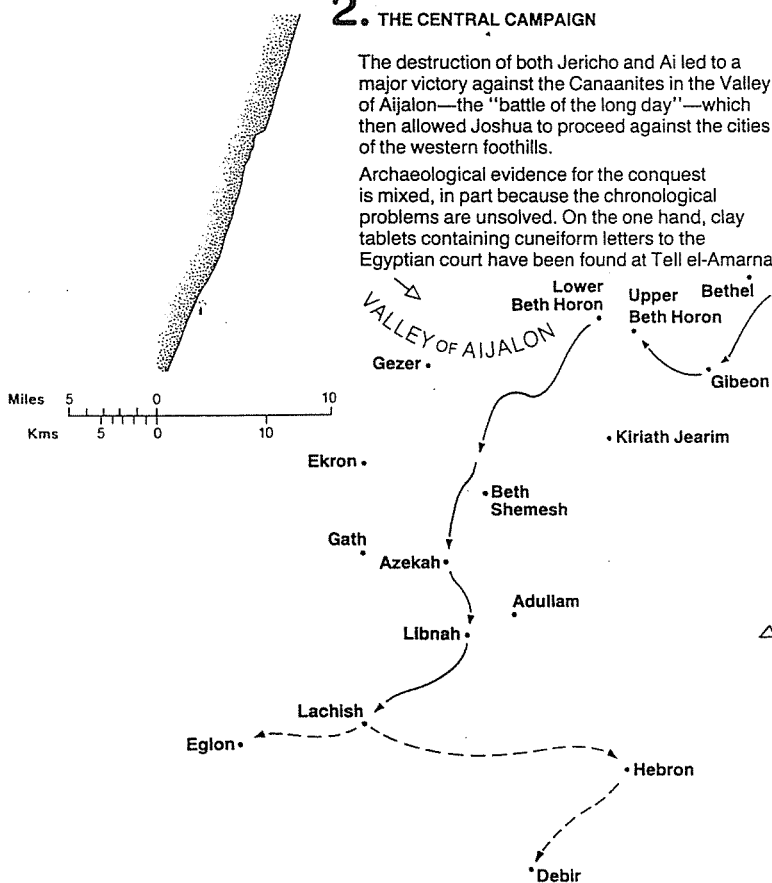 2. THE CENTRAL CAMPAIGN
The destruction of both Jericho and Ai led to a
major victory against the Canaanites in the Valley
of Aijalon—the "battle of the long day"—which
then allowed Joshua to proceed against the cities
of the western foothills.
Archaeological evidence for the conquest
is mixed, in part because the chronological
problems are unsolved. On the one hand, clay
tablets containing cuneiform letters to the
Egyptian court have been found at Tell el-Amarna
Lower
Beth Horon
Upper
Beth Horon
Bethel
VALLEY OF AIJALON
Gezer
Gibeon
Miles 5 0 10
Kms 5 0 10
Kiriath Jearim
Ekron
Beth
Shemesh
Gath
Azekah
Adullam
Libnah
Lachish
Eglon
Hebron
Debir